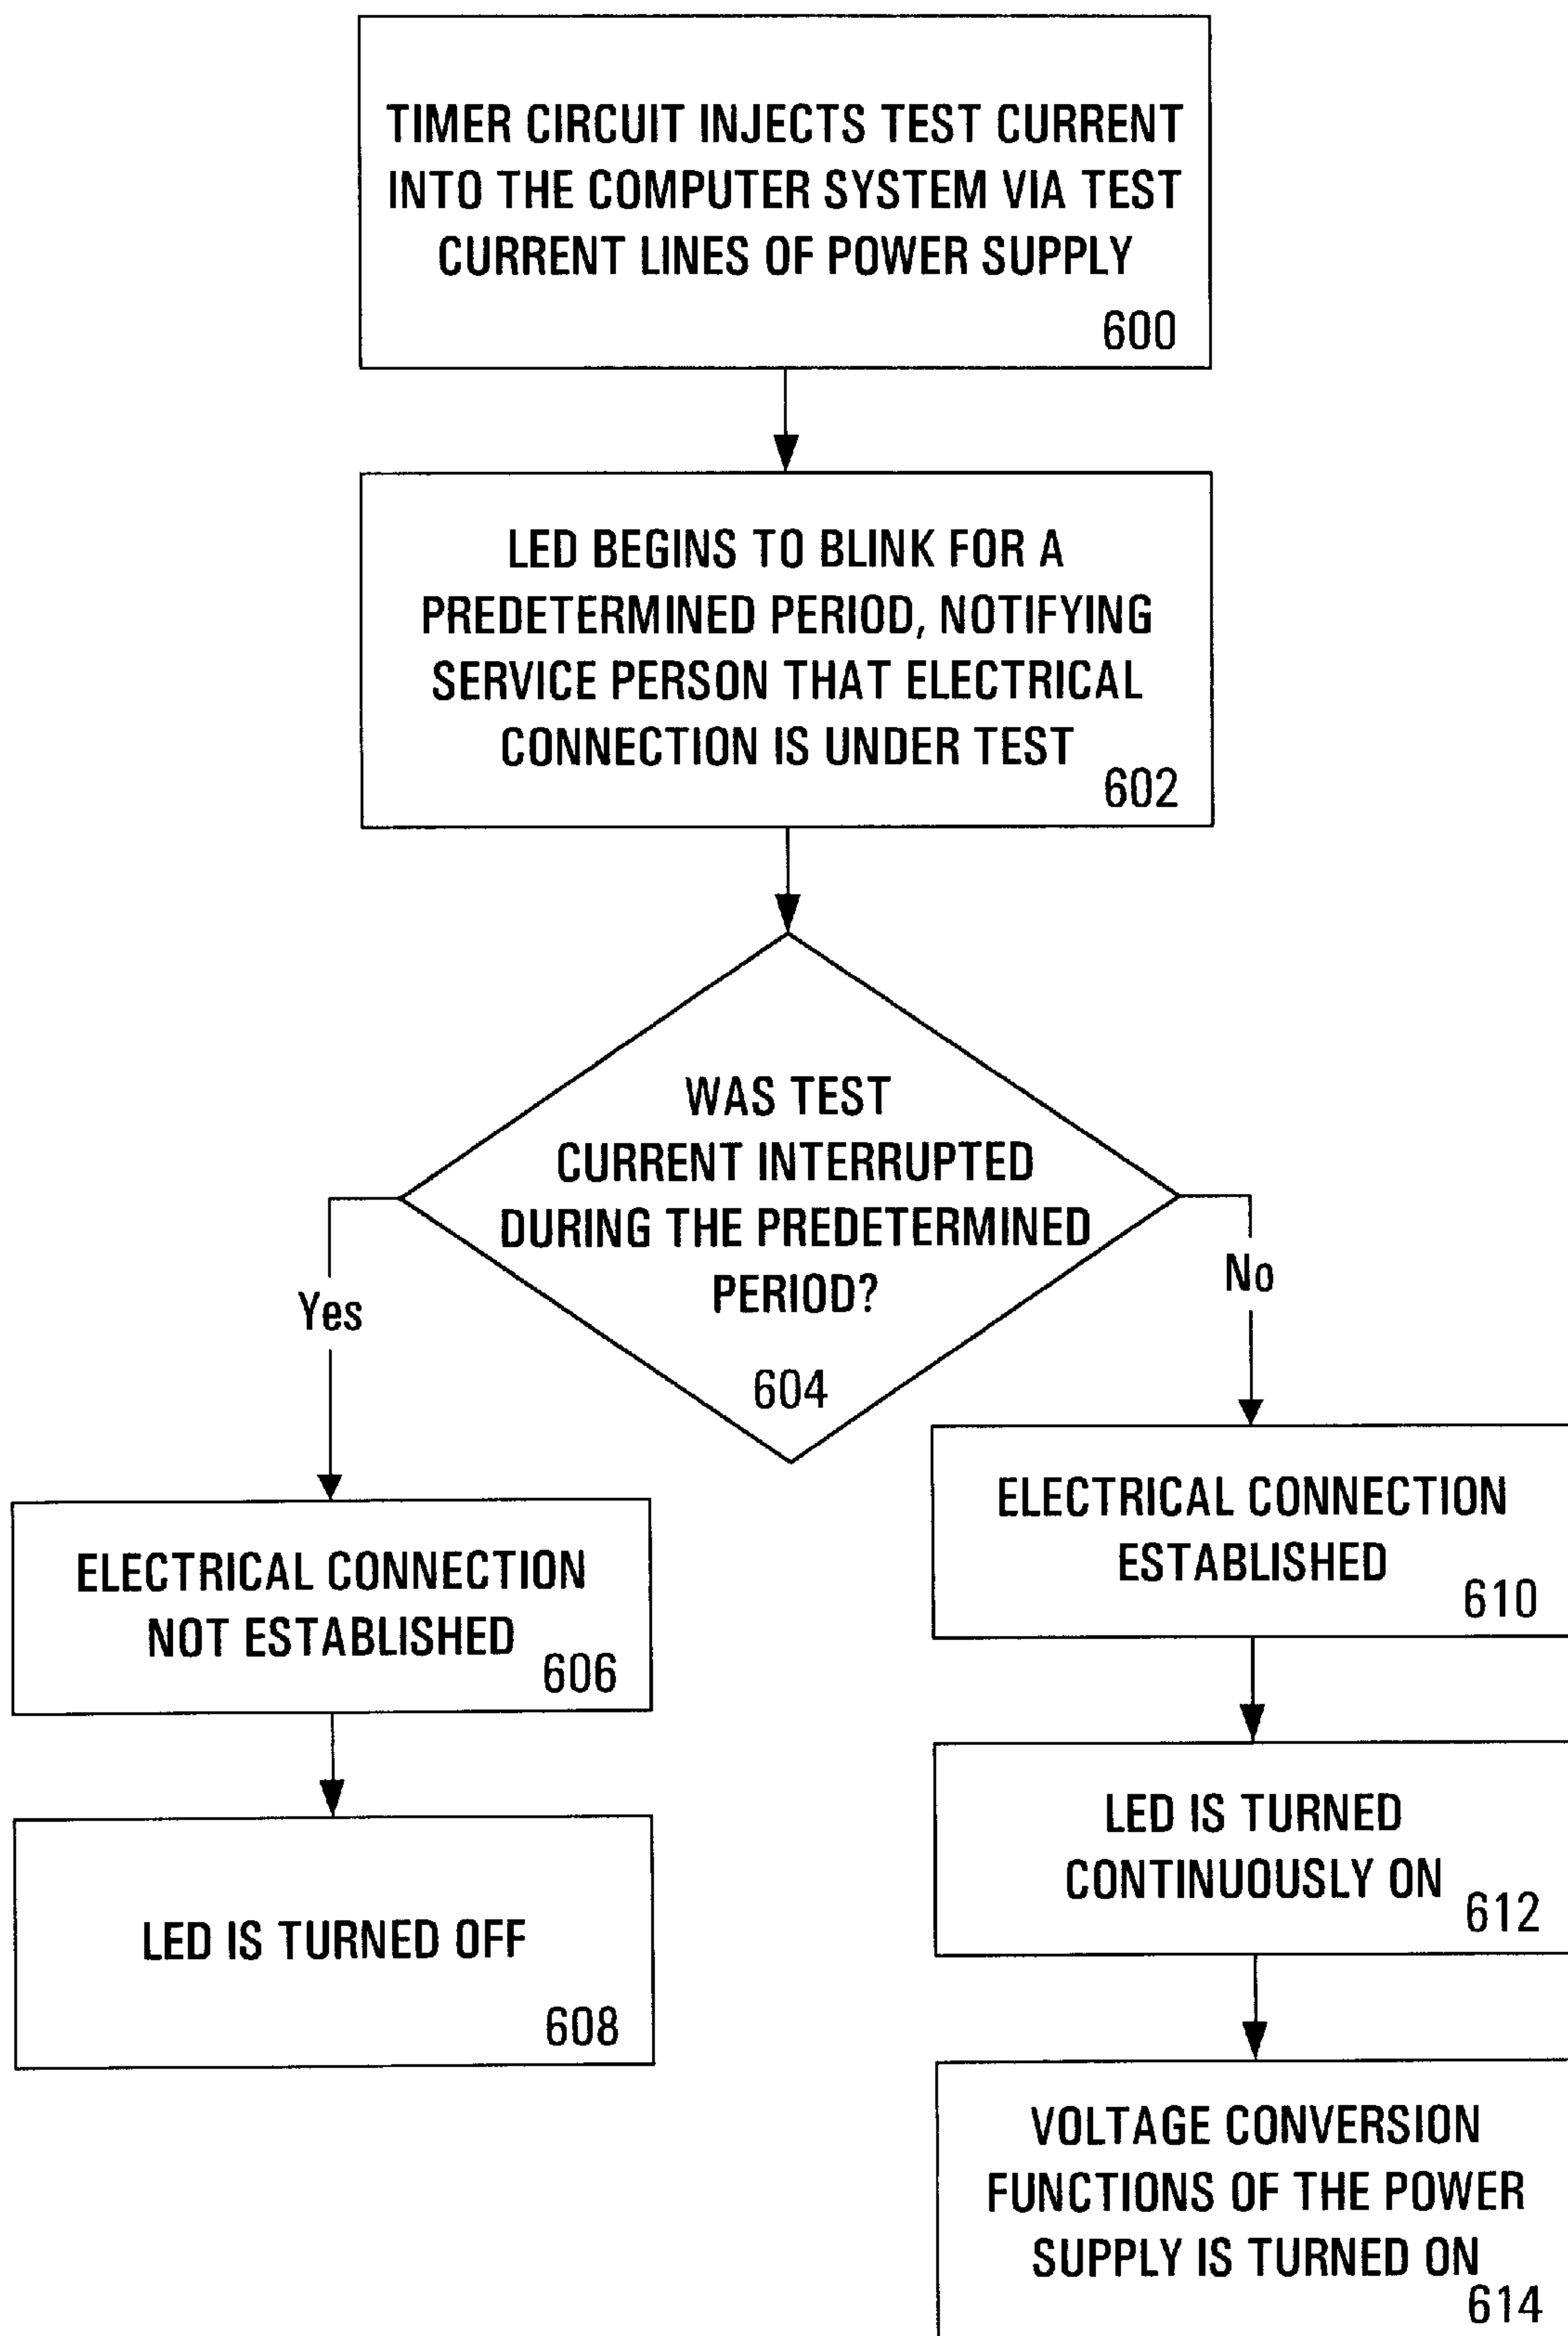 TIMER CIRCUIT INJECTS TEST CURRENT
INTO THE COMPUTER SYSTEM VIA TEST
CURRENT LINES OF POWER SUPPLY
600
LED BEGINS TO BLINK FOR A
PREDETERMINED PERIOD, NOTIFYING
SERVICE PERSON THAT ELECTRICAL
CONNECTION IS UNDER TEST
602
WAS TEST
CURRENT INTERRUPTED
DURING THE PREDETERMINED
PERIOD?
604
Yes
No
ELECTRICAL CONNECTION
NOT ESTABLISHED
606
LED IS TURNED OFF
608
ELECTRICAL CONNECTION
ESTABLISHED
610
LED IS TURNED
CONTINUOUSLY ON
612
VOLTAGE CONVERSION
FUNCTIONS OF THE POWER
SUPPLY IS TURNED ON
614